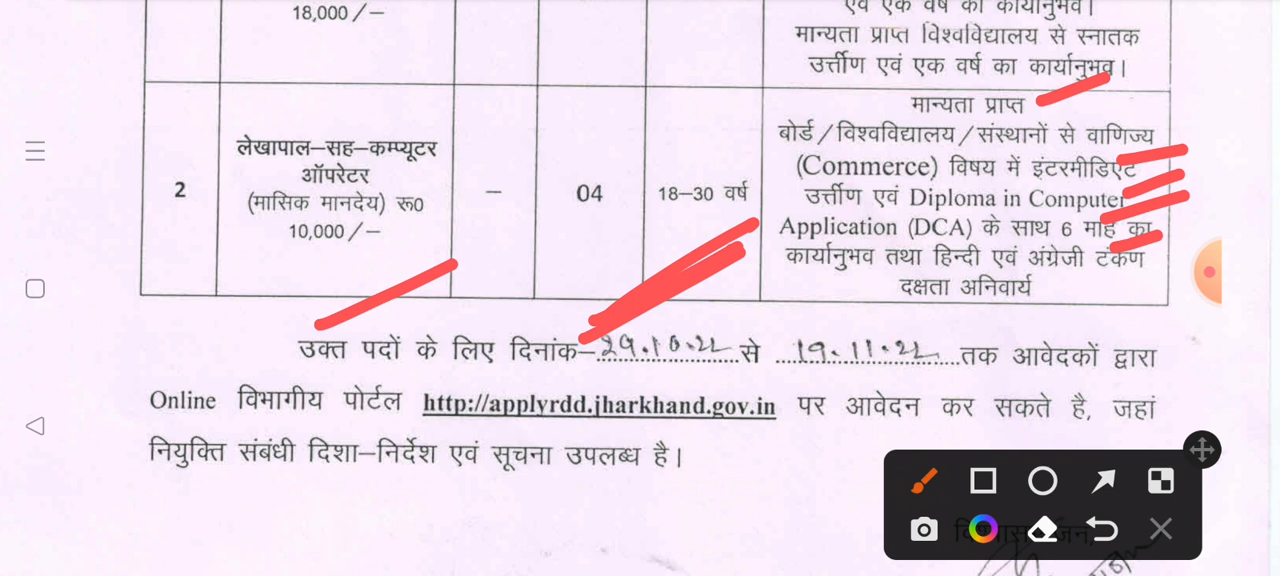 18,000/–
एवं एक वर्ष का कार्यानुभव।
मान्यता प्राप्त विश्वविद्यालय से स्नातक
उर्त्तीण एवं एक वर्ष का कार्यानुभव।
2
लेखापाल–सह–कम्प्यूटर
ऑपरेटर
(मासिक मानदेय) रू0
10,000/–
–
04
18–30 वर्ष
मान्यता प्राप्त
बोर्ड/विश्वविद्यालय/संस्थानों से वाणिज्य
(Commerce) विषय में इंटरमीडिएट
उर्त्तीण एवं Diploma in Computer
Application (DCA) के साथ 6 माह का
कार्यानुभव तथा हिन्दी एवं अंग्रेजी टंकण
दक्षता अनिवार्य
उक्त पदों के लिए दिनांक–29.10.22 से 19.11.22 तक आवेदकों द्वारा
Online विभागीय पोर्टल http://applyrdd.jharkhand.gov.in पर आवेदन कर सकते है, जहां
नियुक्ति संबंधी दिशा–निर्देश एवं सूचना उपलब्ध है।